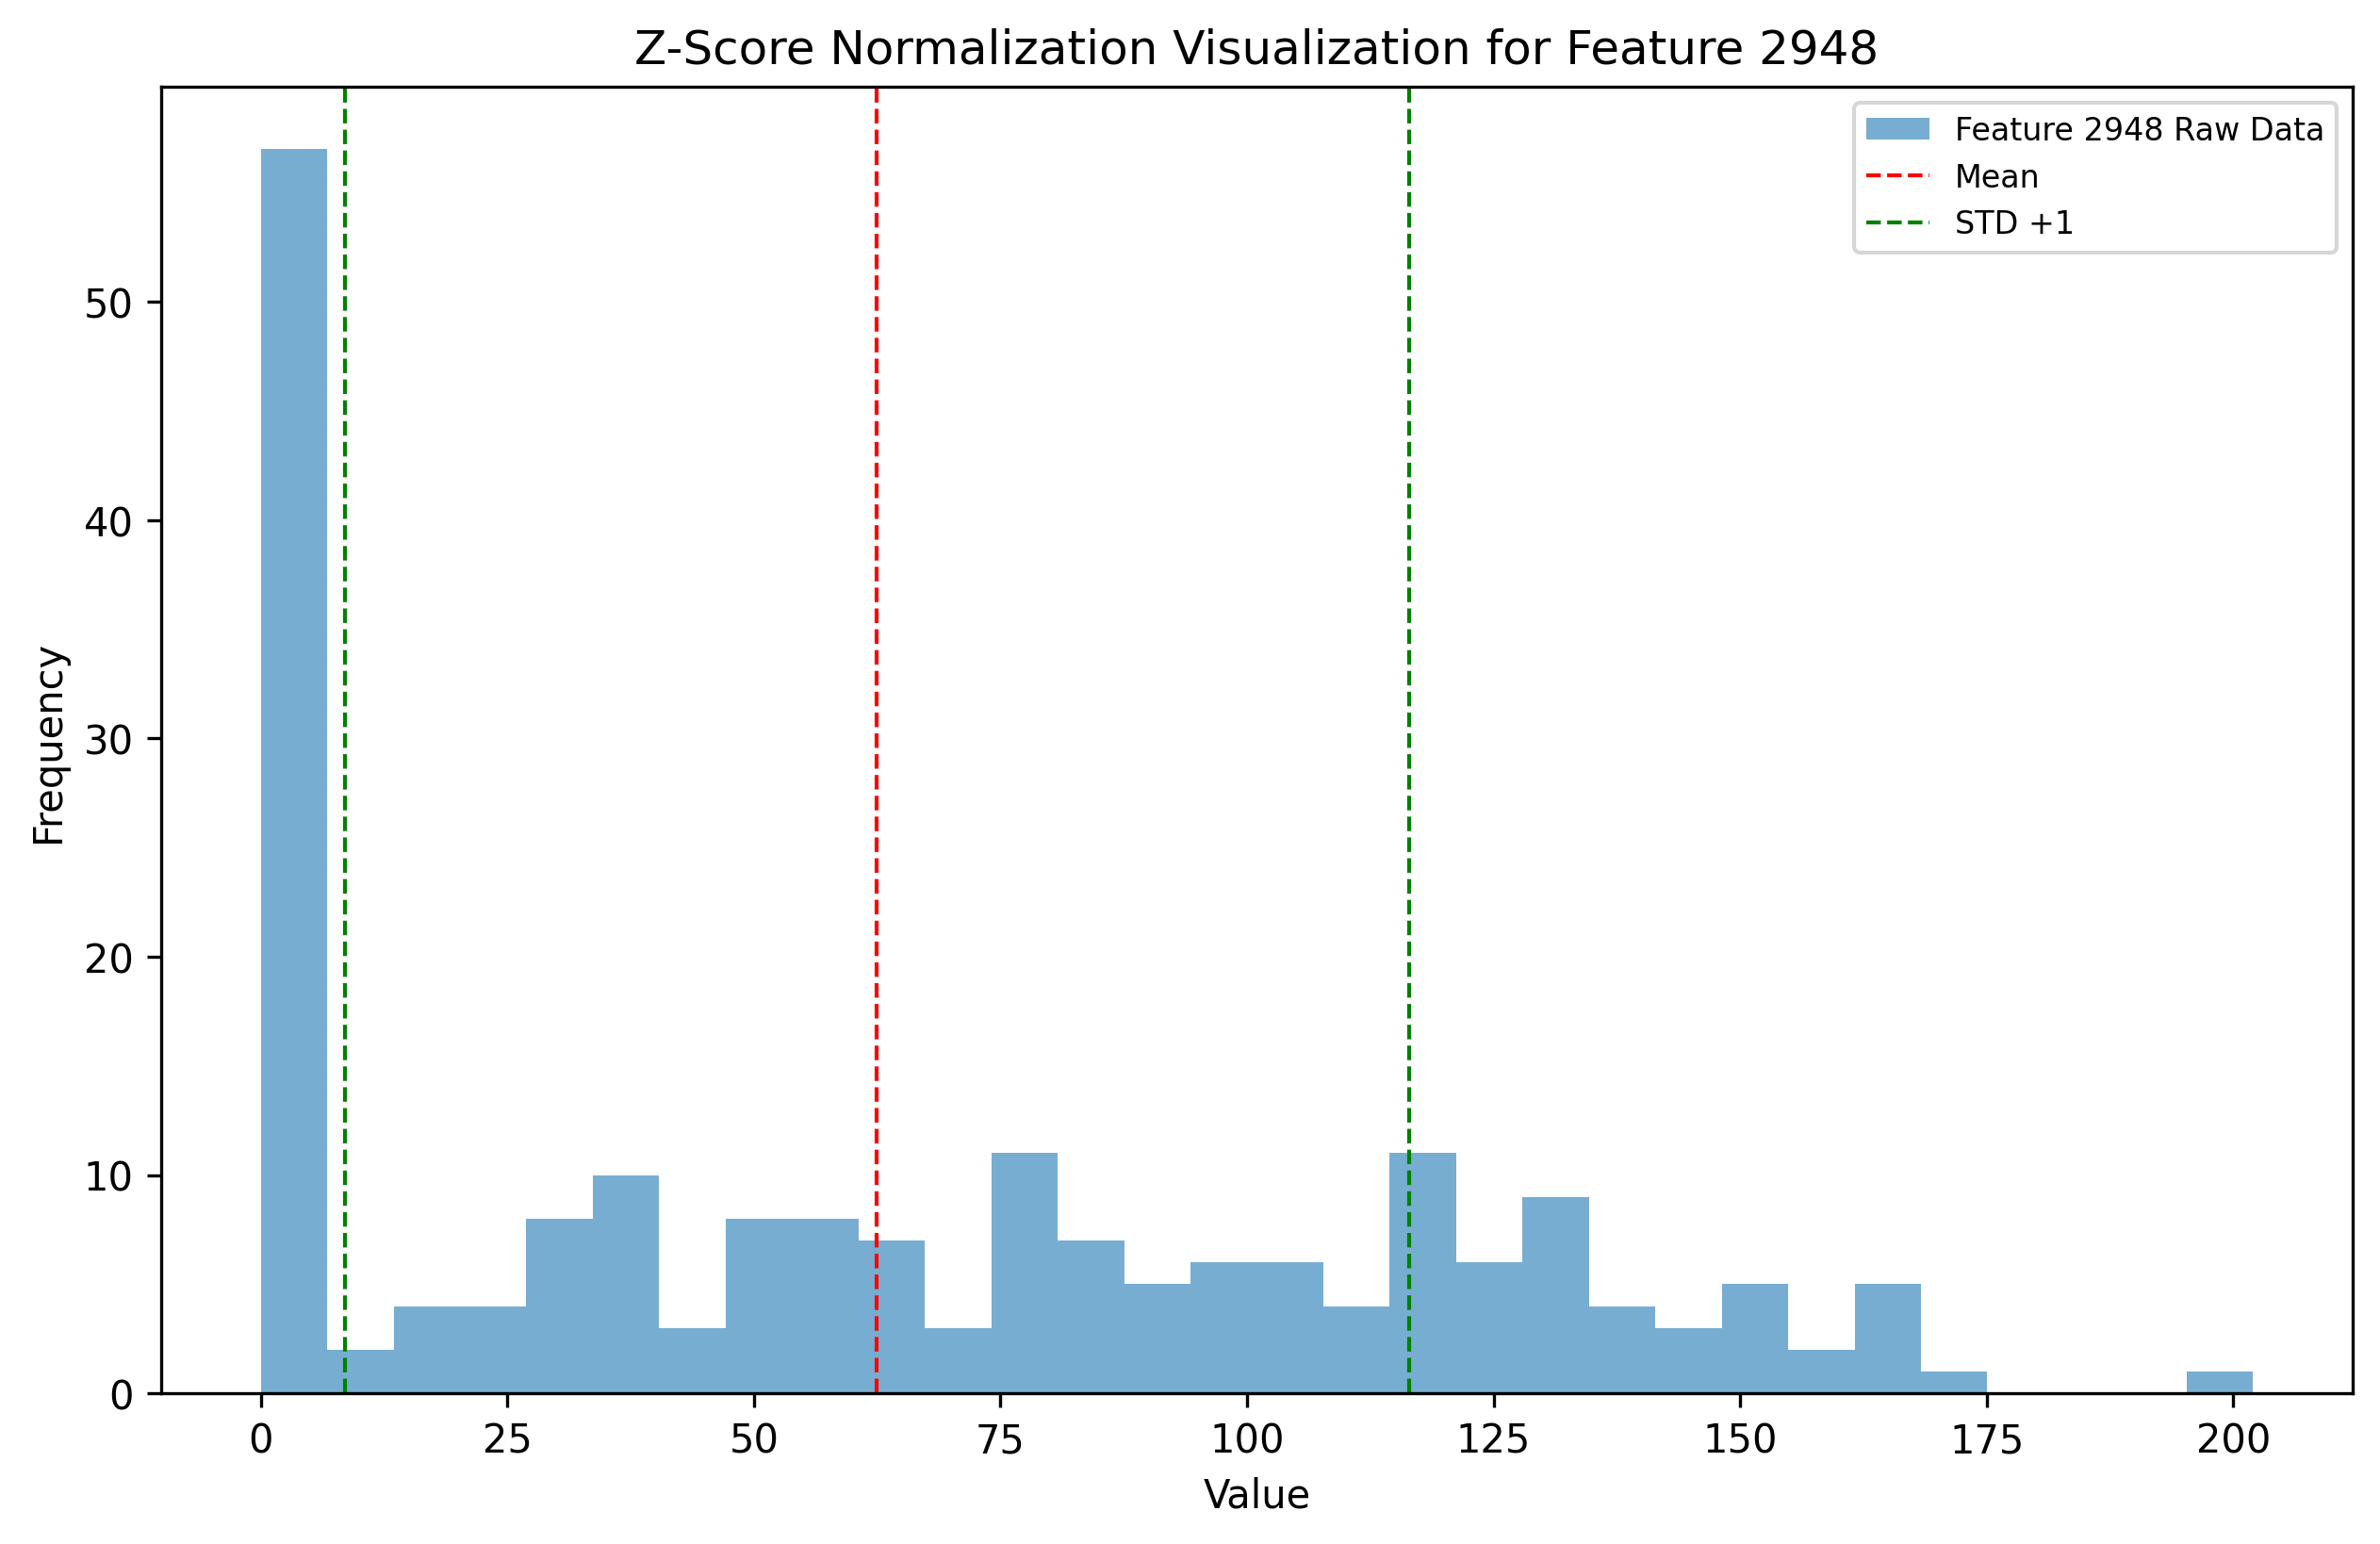 Z-Score Normalization Visualization for Feature 2948
Feature 2948 Raw Data
Mean
STD +1
Frequency
50
40
30
20
10
0
0 25 50 75 100 125 150 175 200
Value